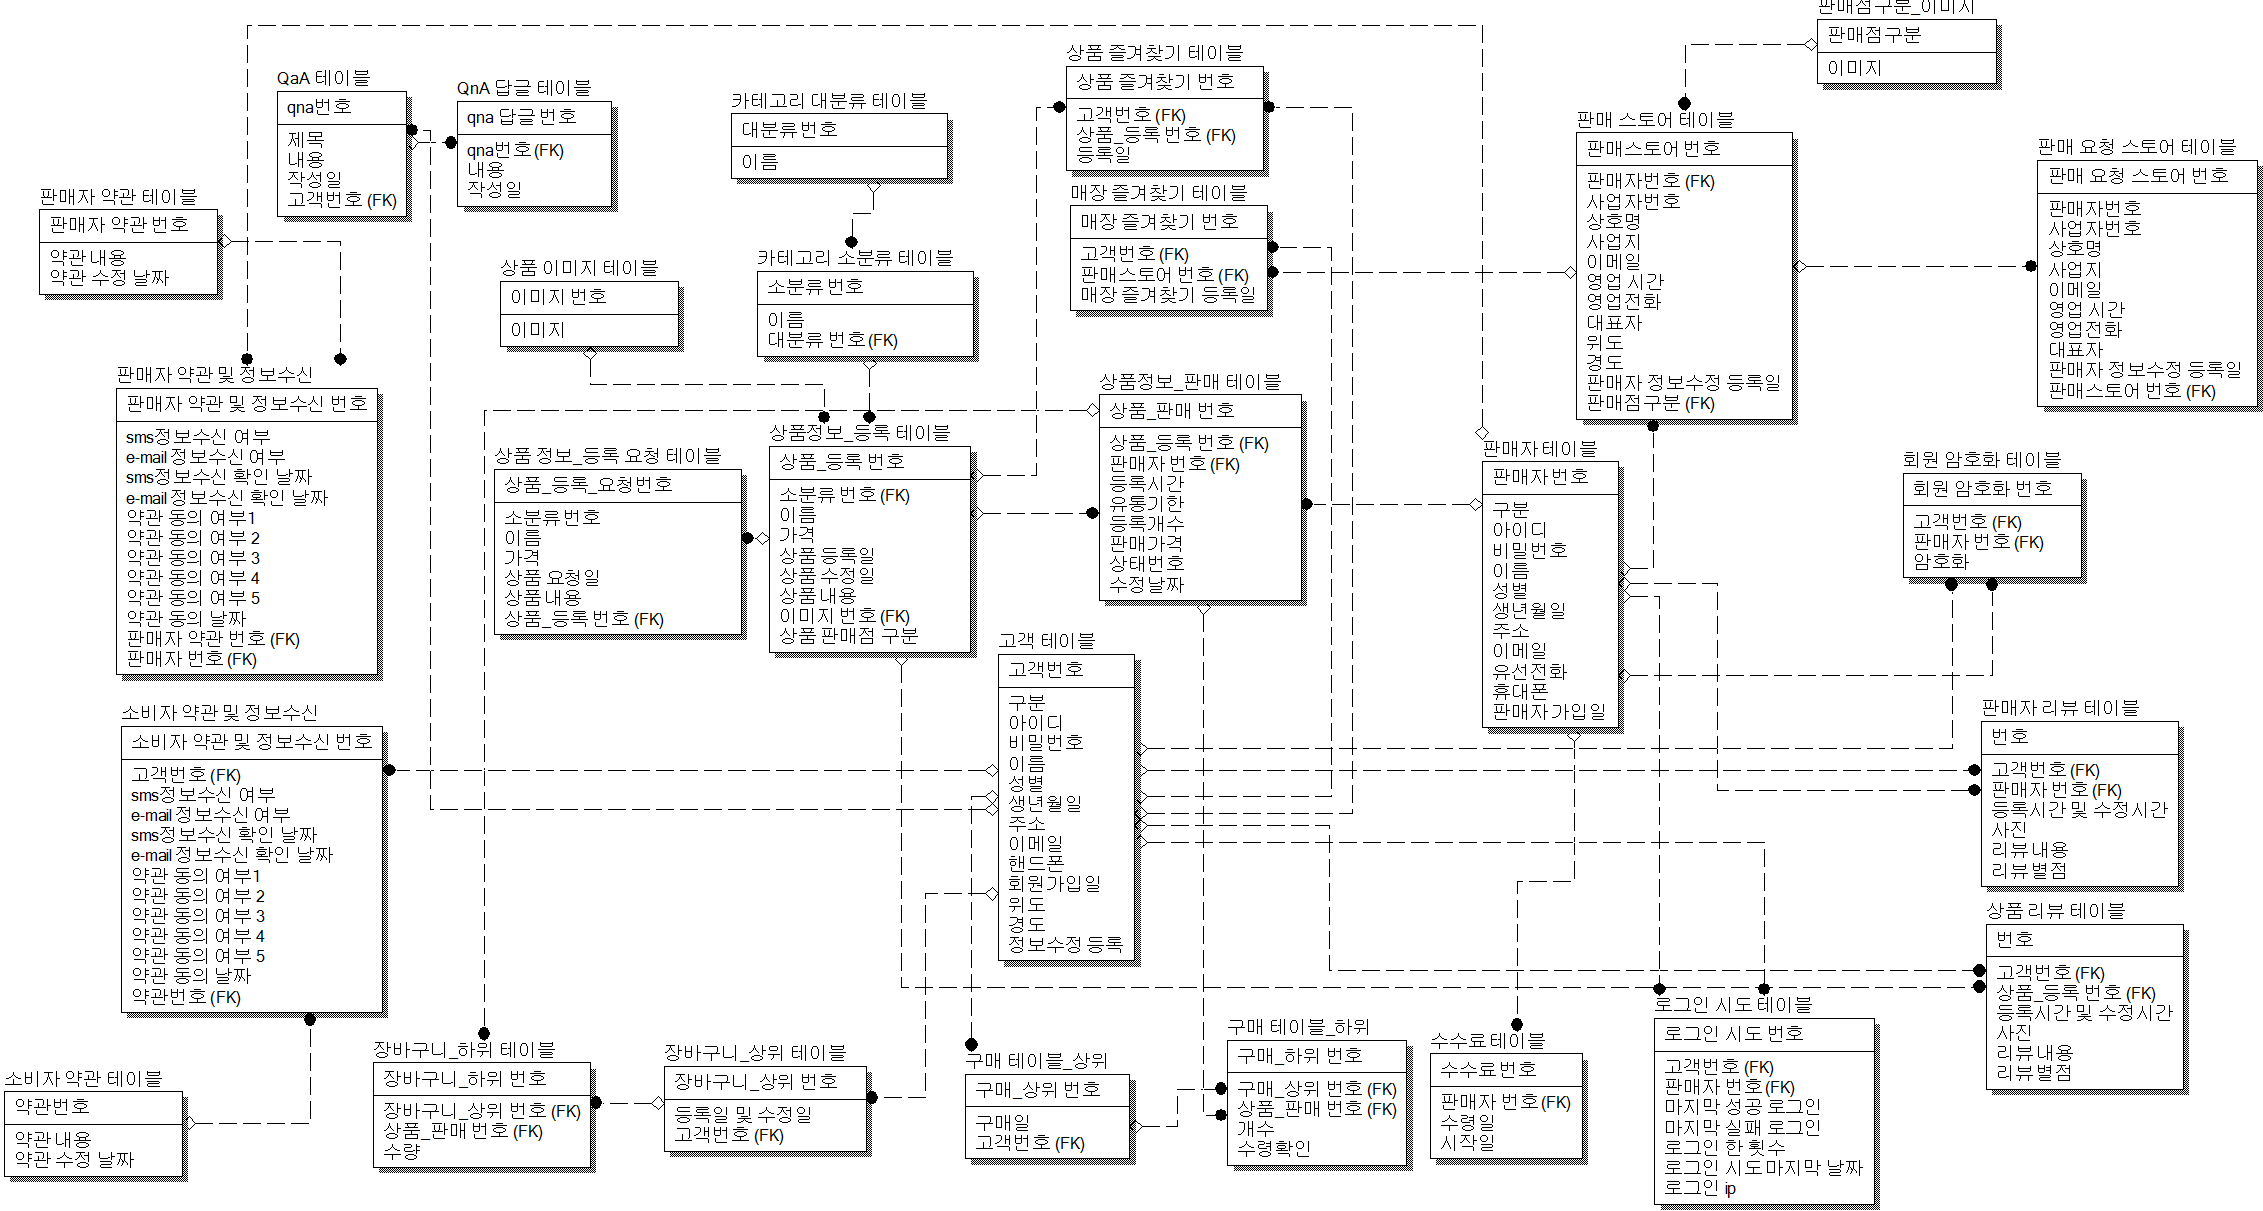 판매점구분_이미지
판매점구분
이미지
상품 즐겨찾기 테이블
상품 즐겨찾기 번호
고객번호 (FK)
상품_등록 번호 (FK)
등록일
QaA 테이블
qna번호
제목
내용
작성일
고객번호 (FK)
QnA 답글 테이블
qna 답글 번호
qna번호 (FK)
내용
작성일
카테고리 대분류 테이블
대분류 번호
이름
판매 스토어 테이블
판매스토어 번호
판매자번호 (FK)
사업자번호
상호명
사업지
이메일
영업 시간
영업전화
대표자
위도
경도
판매자 정보수정 등록일
판매점구분 (FK)
판매 요청 스토어 테이블
판매 요청 스토어 번호
판매자번호
사업자번호
상호명
사업지
이메일
영업 시간
영업전화
대표자
판매자 정보수정 등록일
판매스토어 번호 (FK)
판매자 약관 테이블
판매자 약관 번호
약관 내용
약관 수정 날짜
매장 즐겨찾기 테이블
매장 즐겨찾기 번호
고객번호 (FK)
판매스토어 번호 (FK)
매장 즐겨찾기 등록일
상품 이미지 테이블
이미지 번호
이미지
카테고리 소분류 테이블
소분류 번호
이름
대분류 번호 (FK)
판매자 약관 및 정보수신
판매자 약관 및 정보수신 번호
sms정보수신 여부
e-mail 정보수신 여부
sms정보수신 확인 날짜
e-mail 정보수신 확인 날짜
약관 동의 여부1
약관 동의 여부 2
약관 동의 여부 3
약관 동의 여부 4
약관 동의 여부 5
약관 동의 날짜
판매자 약관 번호 (FK)
판매자 번호 (FK)
상품 정보_등록 요청 테이블
상품_등록_요청번호
소분류 번호
이름
가격
상품 요청일
상품 내용
상품_등록 번호 (FK)
상품정보_등록 테이블
상품_등록 번호
소분류 번호 (FK)
이름
가격
상품 등록일
상품 수정일
상품 내용
이미지 번호 (FK)
상품 판매점 구분
상품정보_판매 테이블
상품_판매 번호
상품_등록 번호 (FK)
판매자 번호 (FK)
등록시간
유통기한
등록개수
판매가격
상태번호
수정날짜
판매자 테이블
판매자 번호
구분
아이디
비밀번호
이름
성별
생년월일
주소
이메일
유선전화
휴대폰
판매자 가입일
회원 암호화 테이블
회원 암호화 번호
고객번호 (FK)
판매자 번호 (FK)
암호화
고객 테이블
고객번호
구분
아이디
비밀번호
이름
성별
생년월일
주소
이메일
핸드폰
회원가입일
위도
경도
정보수정 등록
소비자 약관 및 정보수신
소비자 약관 및 정보수신 번호
고객번호 (FK)
sms정보수신 여부
e-mail 정보수신 여부
sms정보수신 확인 날짜
e-mail 정보수신 확인 날짜
약관 동의 여부1
약관 동의 여부 2
약관 동의 여부 3
약관 동의 여부 4
약관 동의 여부 5
약관 동의 날짜
약관번호 (FK)
판매자 리뷰 테이블
번호
고객번호 (FK)
판매자 번호 (FK)
등록시간 및 수정시간
사진
리뷰 내용
리뷰 별점
상품 리뷰 테이블
번호
고객번호 (FK)
상품_등록 번호 (FK)
등록시간 및 수정시간
사진
리뷰 내용
리뷰 별점
소비자 약관 테이블
약관번호
약관 내용
약관 수정 날짜
장바구니_하위 테이블
장바구니_하위 번호
장바구니_상위 번호 (FK)
상품_판매 번호 (FK)
수량
장바구니_상위 테이블
장바구니_상위 번호
등록일 및 수정일
고객번호 (FK)
구매 테이블_상위
구매_상위 번호
구매일
고객번호 (FK)
구매 테이블_하위
구매_하위 번호
구매_상위 번호 (FK)
상품_판매 번호 (FK)
개수
수령확인
수수료 테이블
수수료 번호
판매자 번호 (FK)
수령일
시작일
로그인 시도 테이블
로그인 시도 번호
고객번호 (FK)
판매자 번호 (FK)
마지막 성공 로그인
마지막 실패 로그인
로그인 한 횟수
로그인 시도 마지막 날짜
로그인 ip